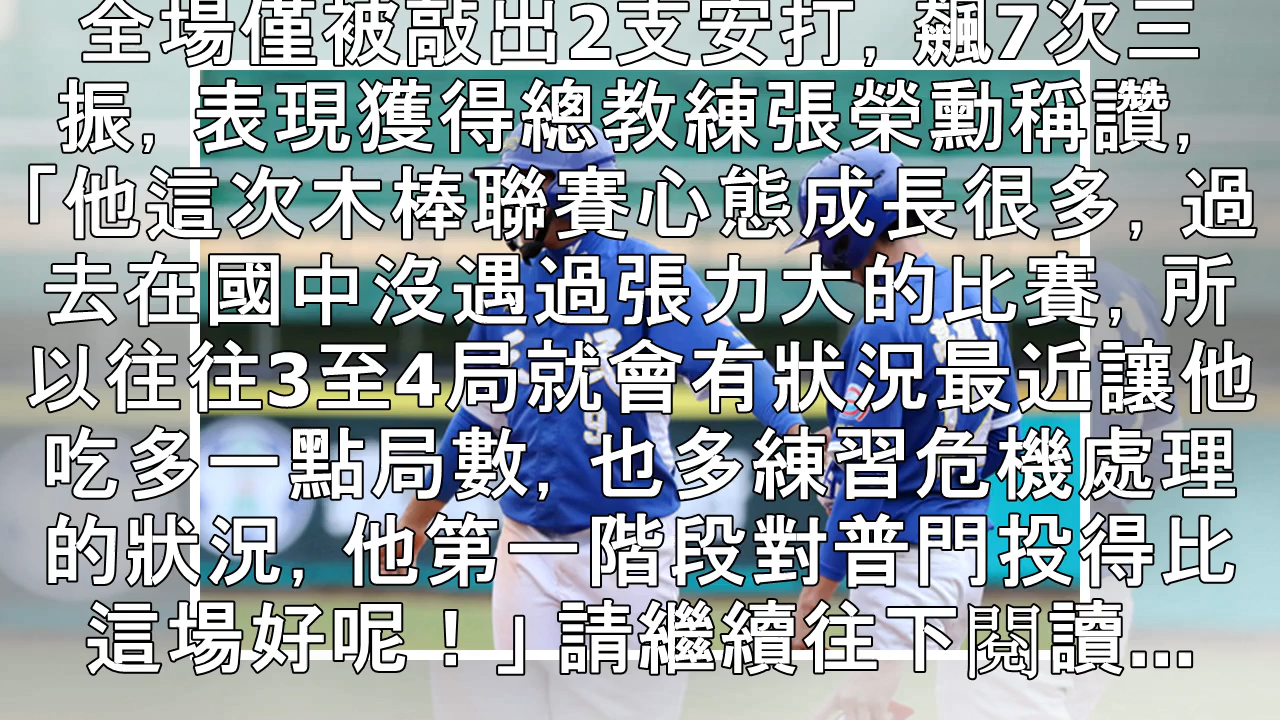 全場僅被敲出2支安打, 飆7次三
振, 表現獲得總教練張榮勳稱讚,
「他這次木棒聯賽心態成長很多, 過
去在國中沒遇過張力大的比賽, 所
以往往3至4局就會有狀況最近讓他
吃多一點局數, 也多練習危機處理
的狀況, 他第一階段對普門投得比
這場好呢！」請繼續往下閱讀...
9